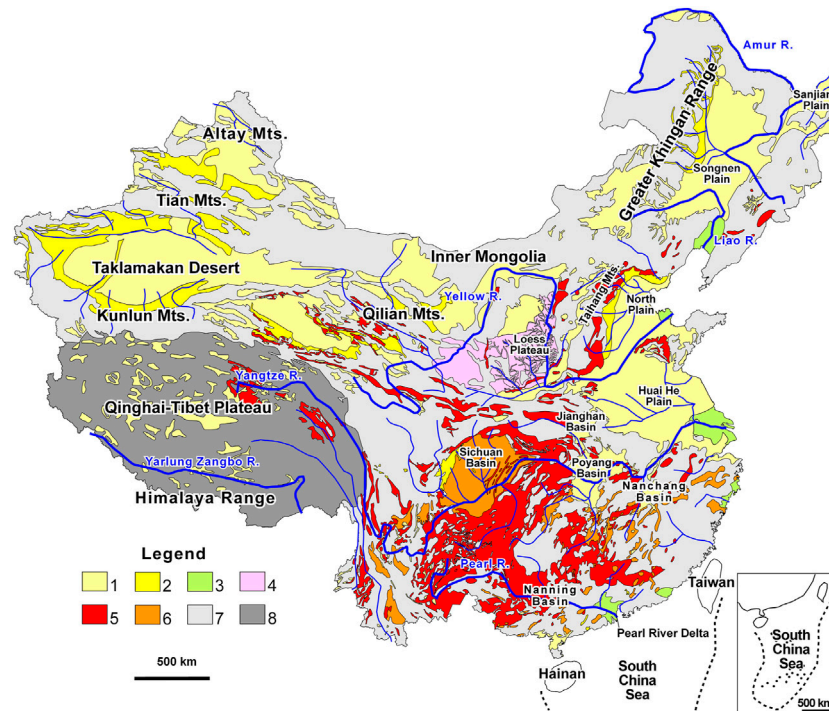 Amur R.
Sanjian
Plain
Greater Khingan Range
Altay Mts.
Songnen
Plain
Tian Mts.
Liao R.
Inner Mongolia
Taklamakan Desert
Yellow R.
Taihang Mts.
North
Plain
Kunlun Mts.
Qilian Mts.
Loess
Plateau
Yangtze R.
Huai He
Plain
Qinghai-Tibet Plateau
Jianghan
Basin
Sichuan
Basin
Poyang
Basin
Yarlung Zangbo R.
Nanchang
Basin
Himalaya Range
Legend
1
2
3
4
5
6
7
8
Pearl R.
Taiwan
Nanning
Basin
500 km
Pearl River Delta
Hainan
South
China
Sea
South
China
Sea
500 km